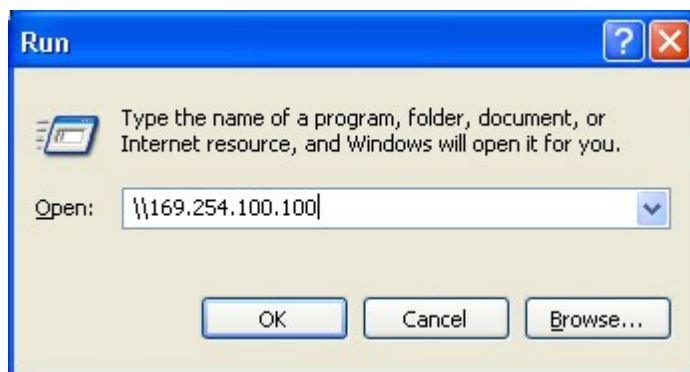 Run
Type the name of a program, folder, document, or
Internet resource, and Windows will open it for you.
Open: \\169.254.100.100
OK Cancel Browse...